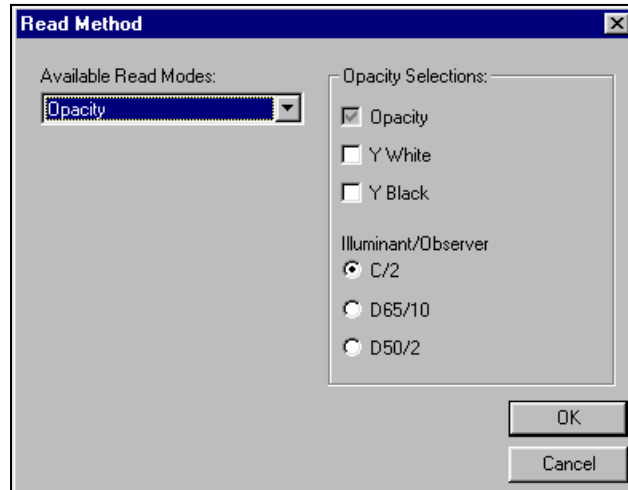 Read Method
Available Read Modes:
Opacity
Opacity Selections:
Opacity
Y White
Y Black
Illuminant/Observer
C/2
D65/10
D50/2
OK
Cancel